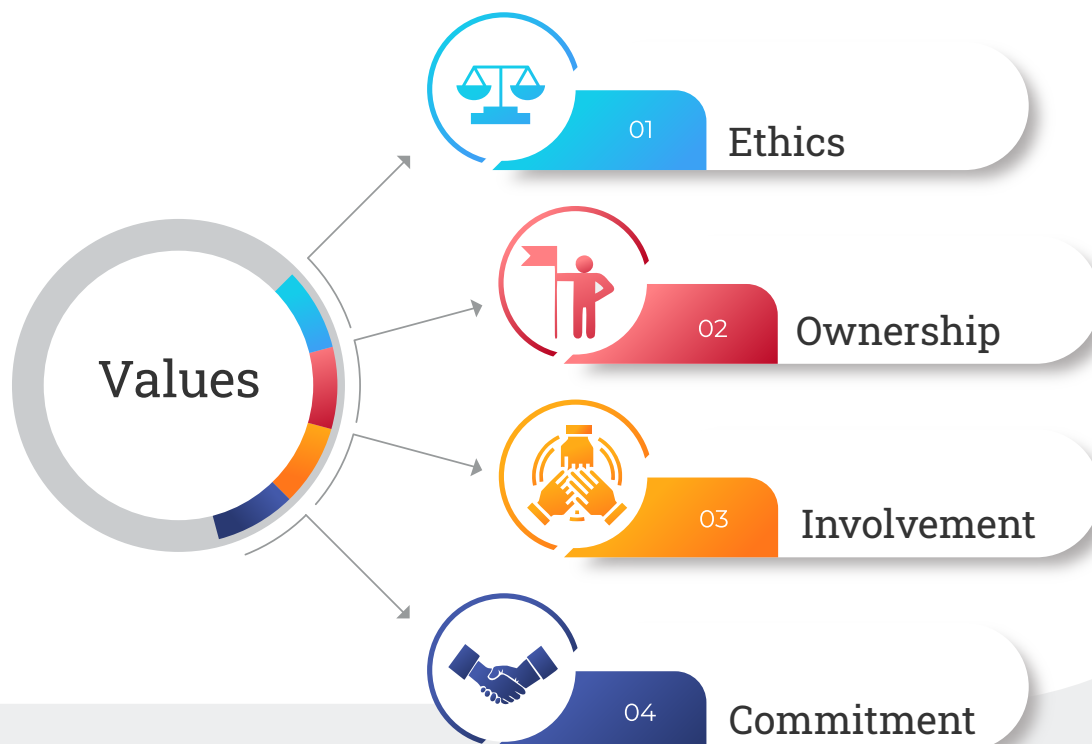 Values
01
Ethics
02
Ownership
03
Involvement
04
Commitment